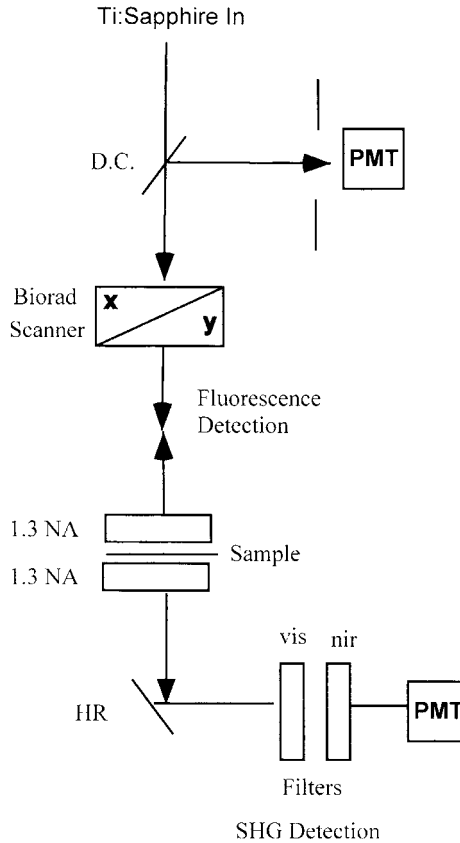 Ti:Sapphire In
D.C.
PMT
Biorad
Scanner
x
y
Fluorescence
Detection
1.3 NA
Sample
1.3 NA
vis
nir
HR
PMT
Filters
SHG Detection